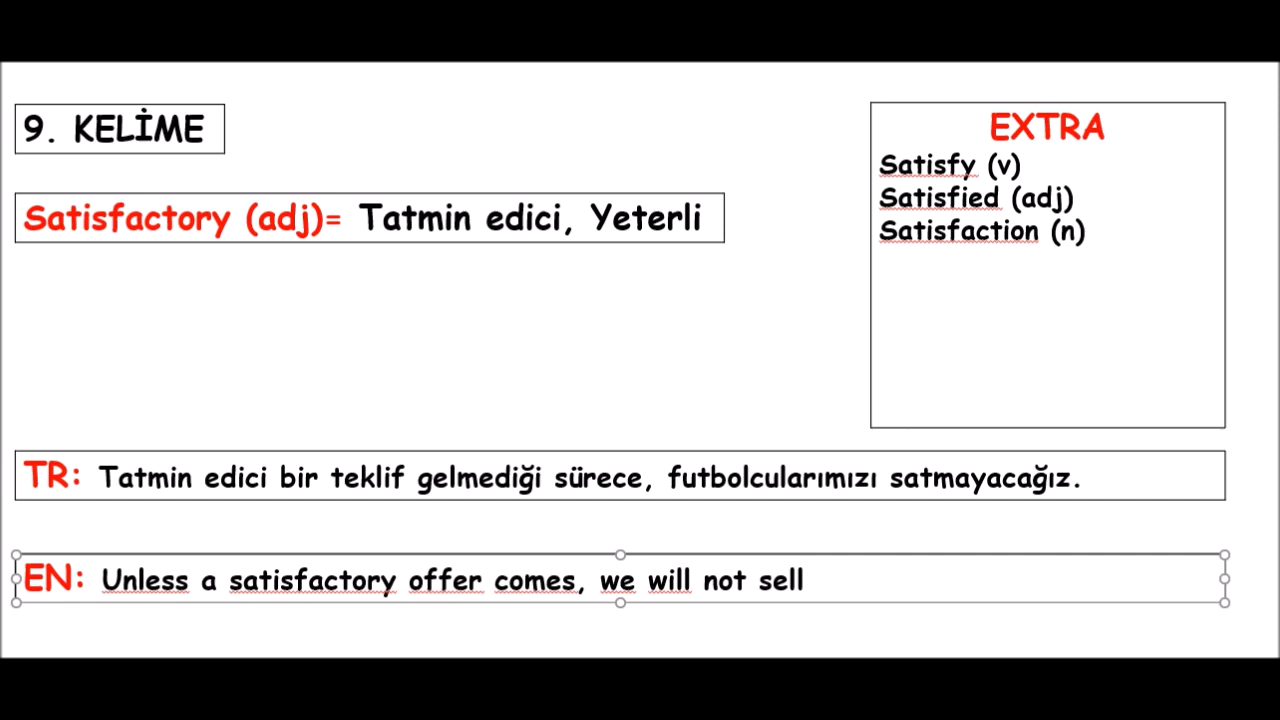 9. KELİME
Satisfactory (adj)= Tatmin edici, Yeterli
EXTRA
Satisfy (v)
Satisfied (adj)
Satisfaction (n)
TR: Tatmin edici bir teklif gelmediği sürece, futbolcularımızı satmayacağız.
EN: Unless a satisfactory offer comes, we will not sell